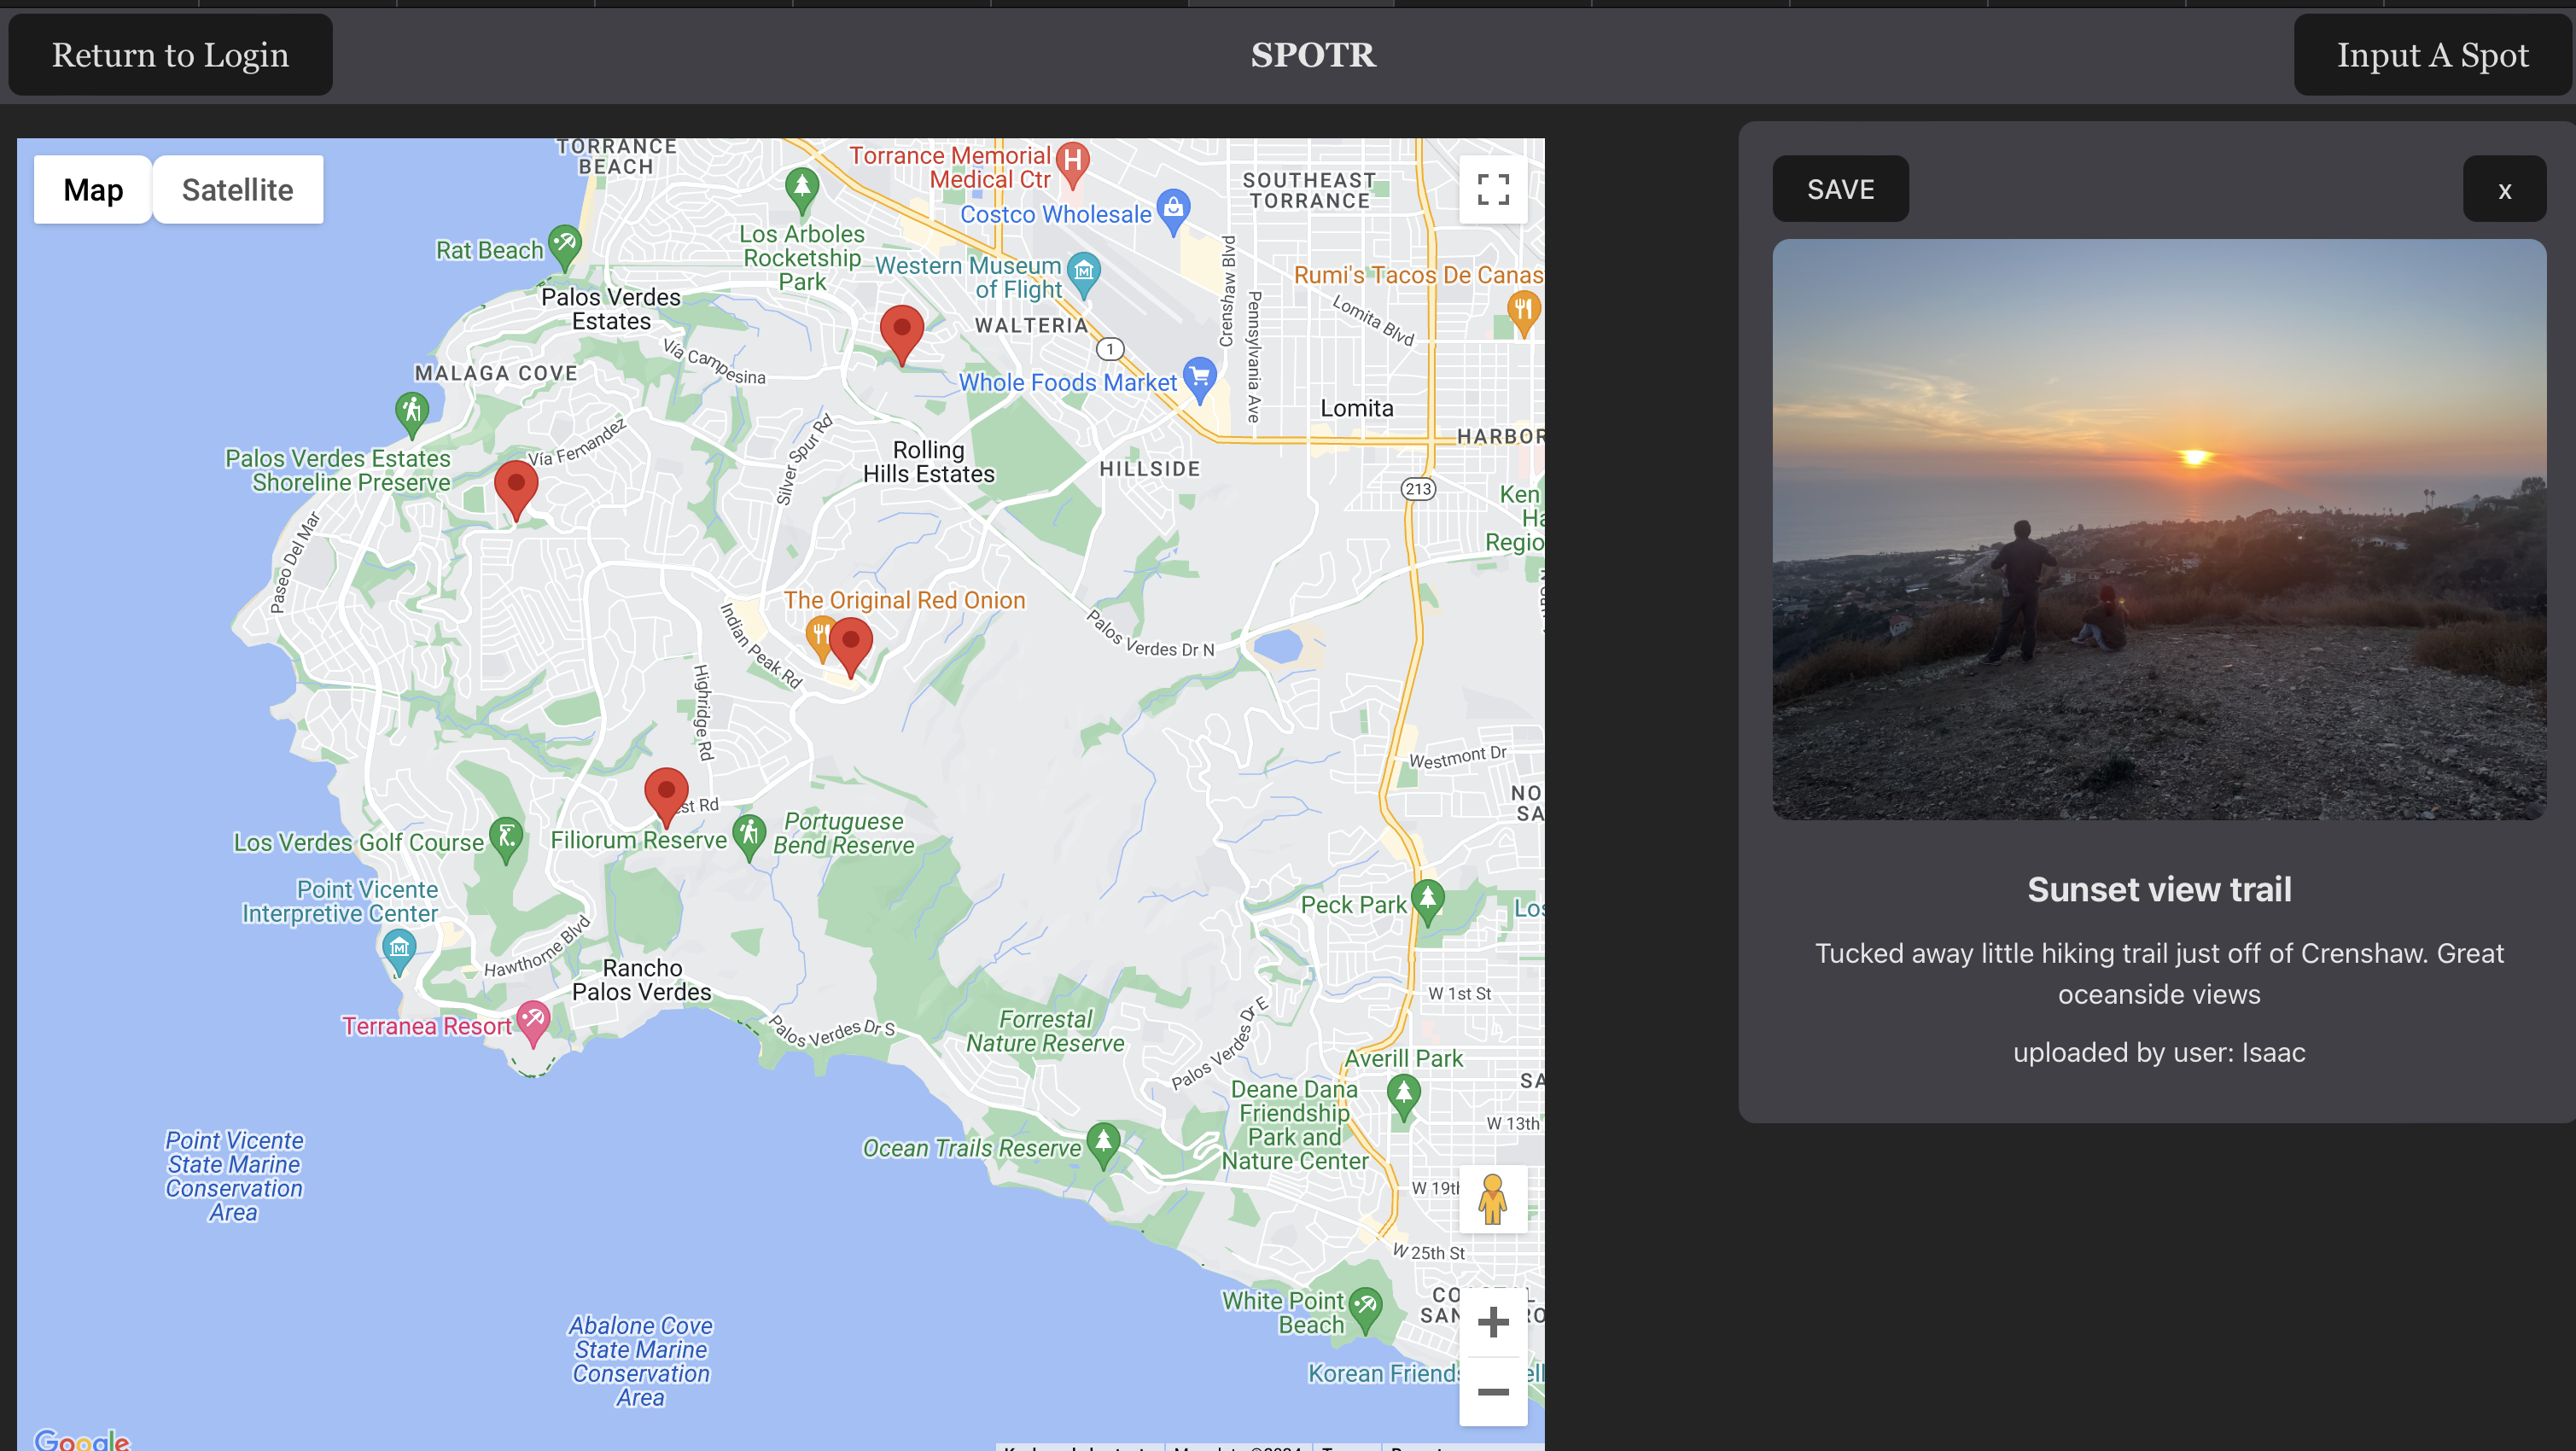 Return to Login
SPOTR
Input A Spot
Map
Satellite
TORRANCE
BEACH
Torrance Memorial
Medical Ctr
SOUTHEAST
TORRANCE
Costco Wholesale
Rat Beach
Los Arboles
Rocketship
Park
Western Museum
of Flight
Crenshaw Blvd
Rumi's Tacos De Canas
Palos Verdes
Estates
WALTERIA
Pennsylvania Ave
Lomita Blvd
1
Vía Campesina
MALAGA COVE
Whole Foods Market
Lomita
Vía Fernandez
Silver Spur Rd
Rolling
Hills Estates
HILLSIDE
HARBOR
Palos Verdes Estates
Shoreline Preserve
213
Ken
Regio
Paseo Del Mar
The Original Red Onion
Indian Peak Rd
Palos Verdes Dr N
Highridge Rd
Westmont Dr
NO
SA
st Rd
Los Verdes Golf Course
Filiorum Reserve
Portuguese
Bend Reserve
Point Vicente
Interpretive Center
Peck Park
Los
Hawthorne Blvd
Rancho
Palos Verdes
W 1st St
Terranea Resort
Palos Verdes Dr S
Forrestal
Nature Reserve
Palos Verdes Dr E
Averill Park
SA
Deane Dana
Friendship
Park and
Nature Center
W 13th
Ocean Trails Reserve
Point Vicente
State Marine
Conservation
Area
W 19th
W 25th St
White Point
Beach
CO
SAN
Abalone Cove
State Marine
Conservation
Area
Korean Friends
ell
Google
SAVE
x
Sunset view trail
Tucked away little hiking trail just off of Crenshaw. Great
oceanside views
uploaded by user: Isaac